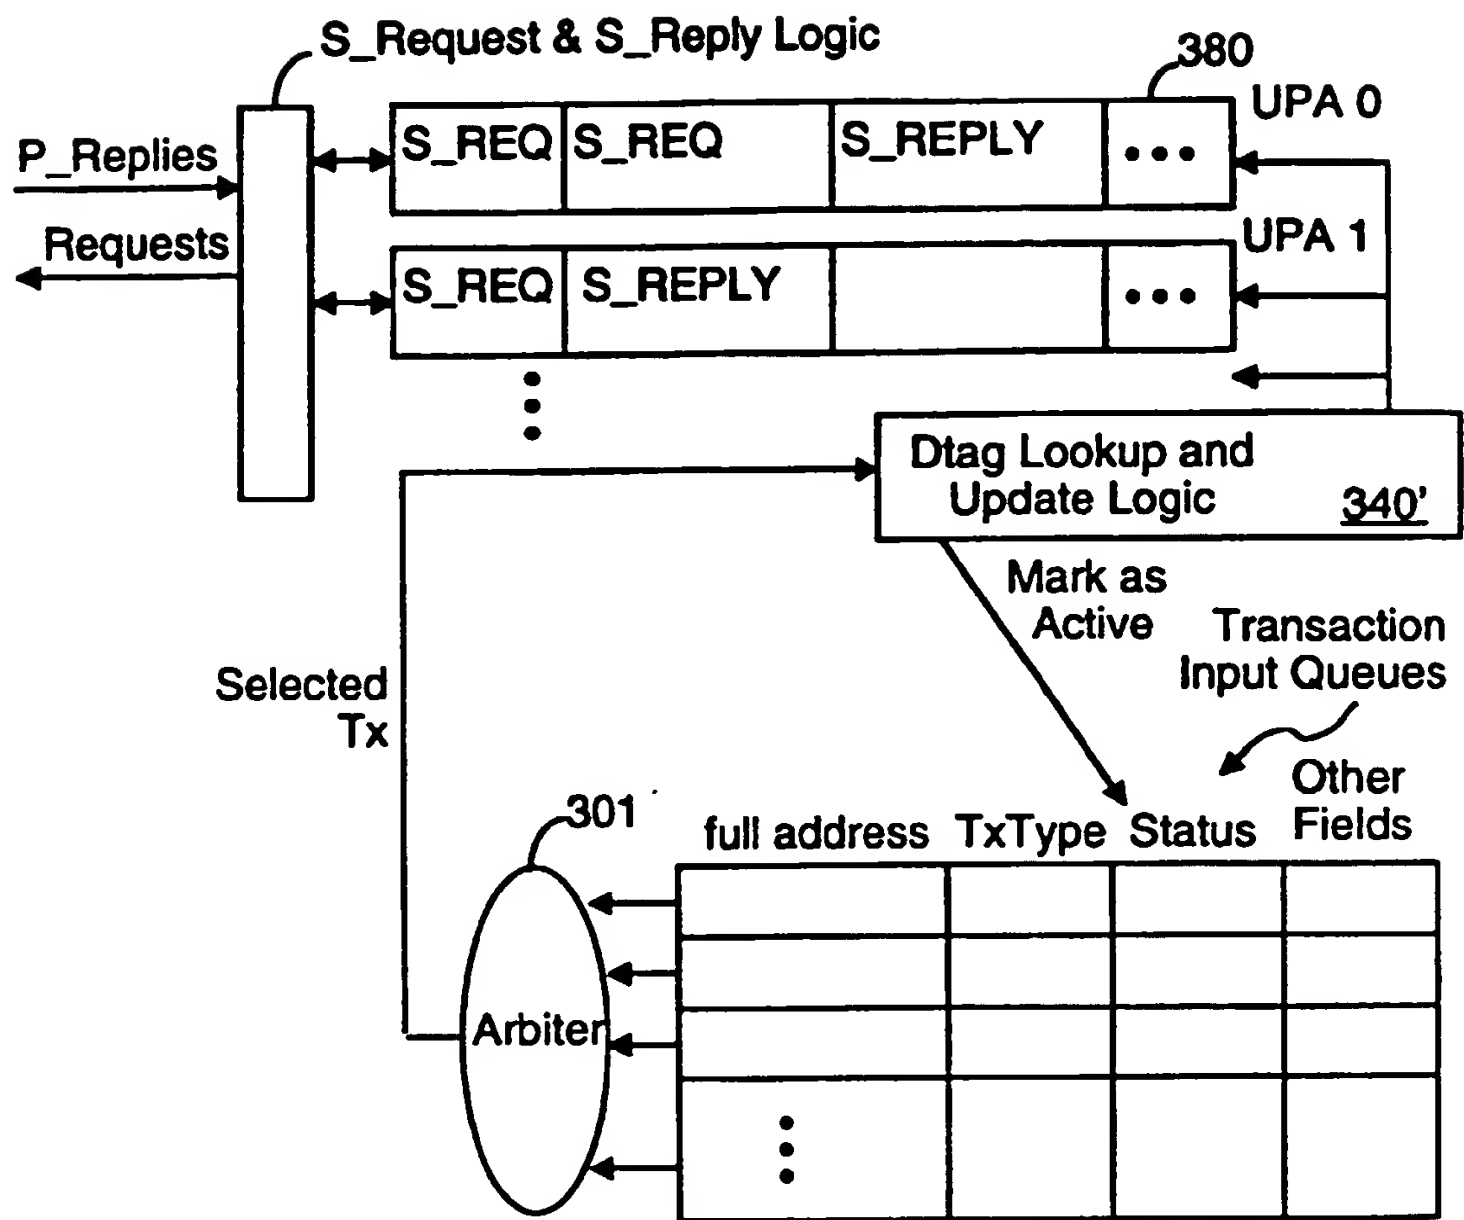 S_Request & S_Reply Logic
380
UPA 0
P_Replies
S_REQ S_REQ S_REPLY •••
Requests
UPA 1
S_REQ S_REPLY •••
Dtag Lookup and
Update Logic
340'
Mark as
Active
Transaction
Input Queues
Selected
Tx
301
full address TxType Status Other
Fields
Arbiter